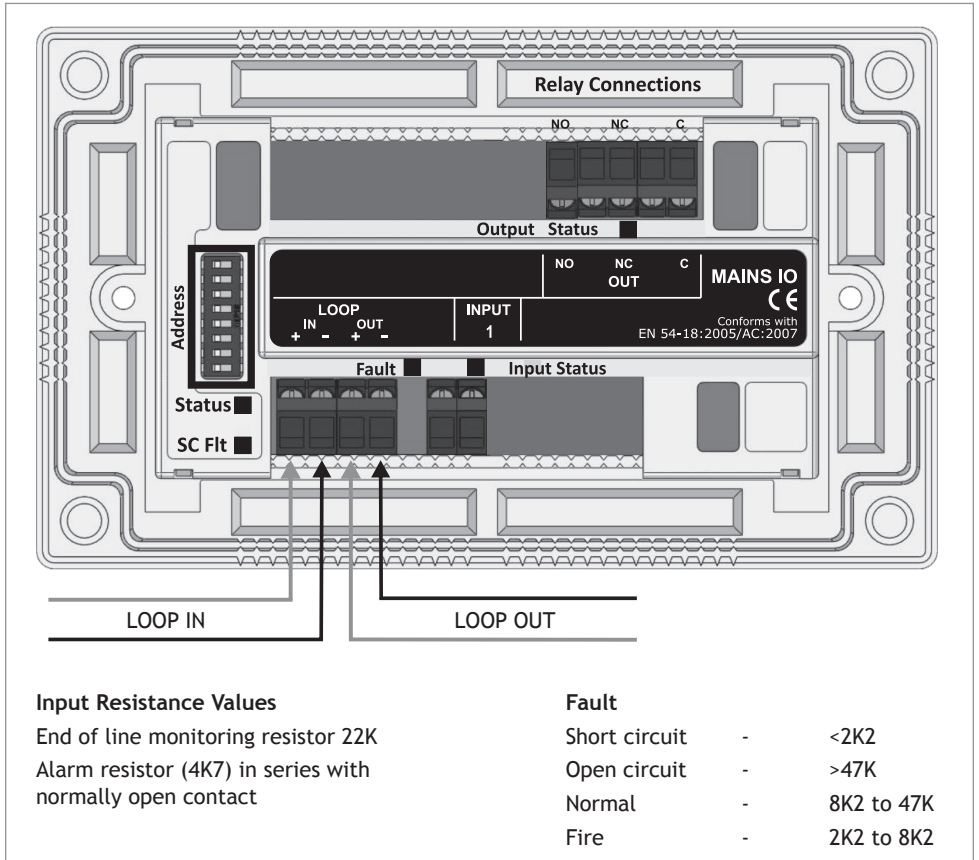 Relay Connections
NO NC C
Output Status
Address
NO NC C
OUT
MAINS IO
CE
LOOP
IN OUT
+ - + -
INPUT
1
Conforms with
EN 54-18:2005/AC:2007
Fault
Input Status
Status
SC Flt
LOOP IN
LOOP OUT
Input Resistance Values
End of line monitoring resistor 22K
Alarm resistor (4K7) in series with
normally open contact
Fault
Short circuit - <2K2
Open circuit - >47K
Normal - 8K2 to 47K
Fire - 2K2 to 8K2